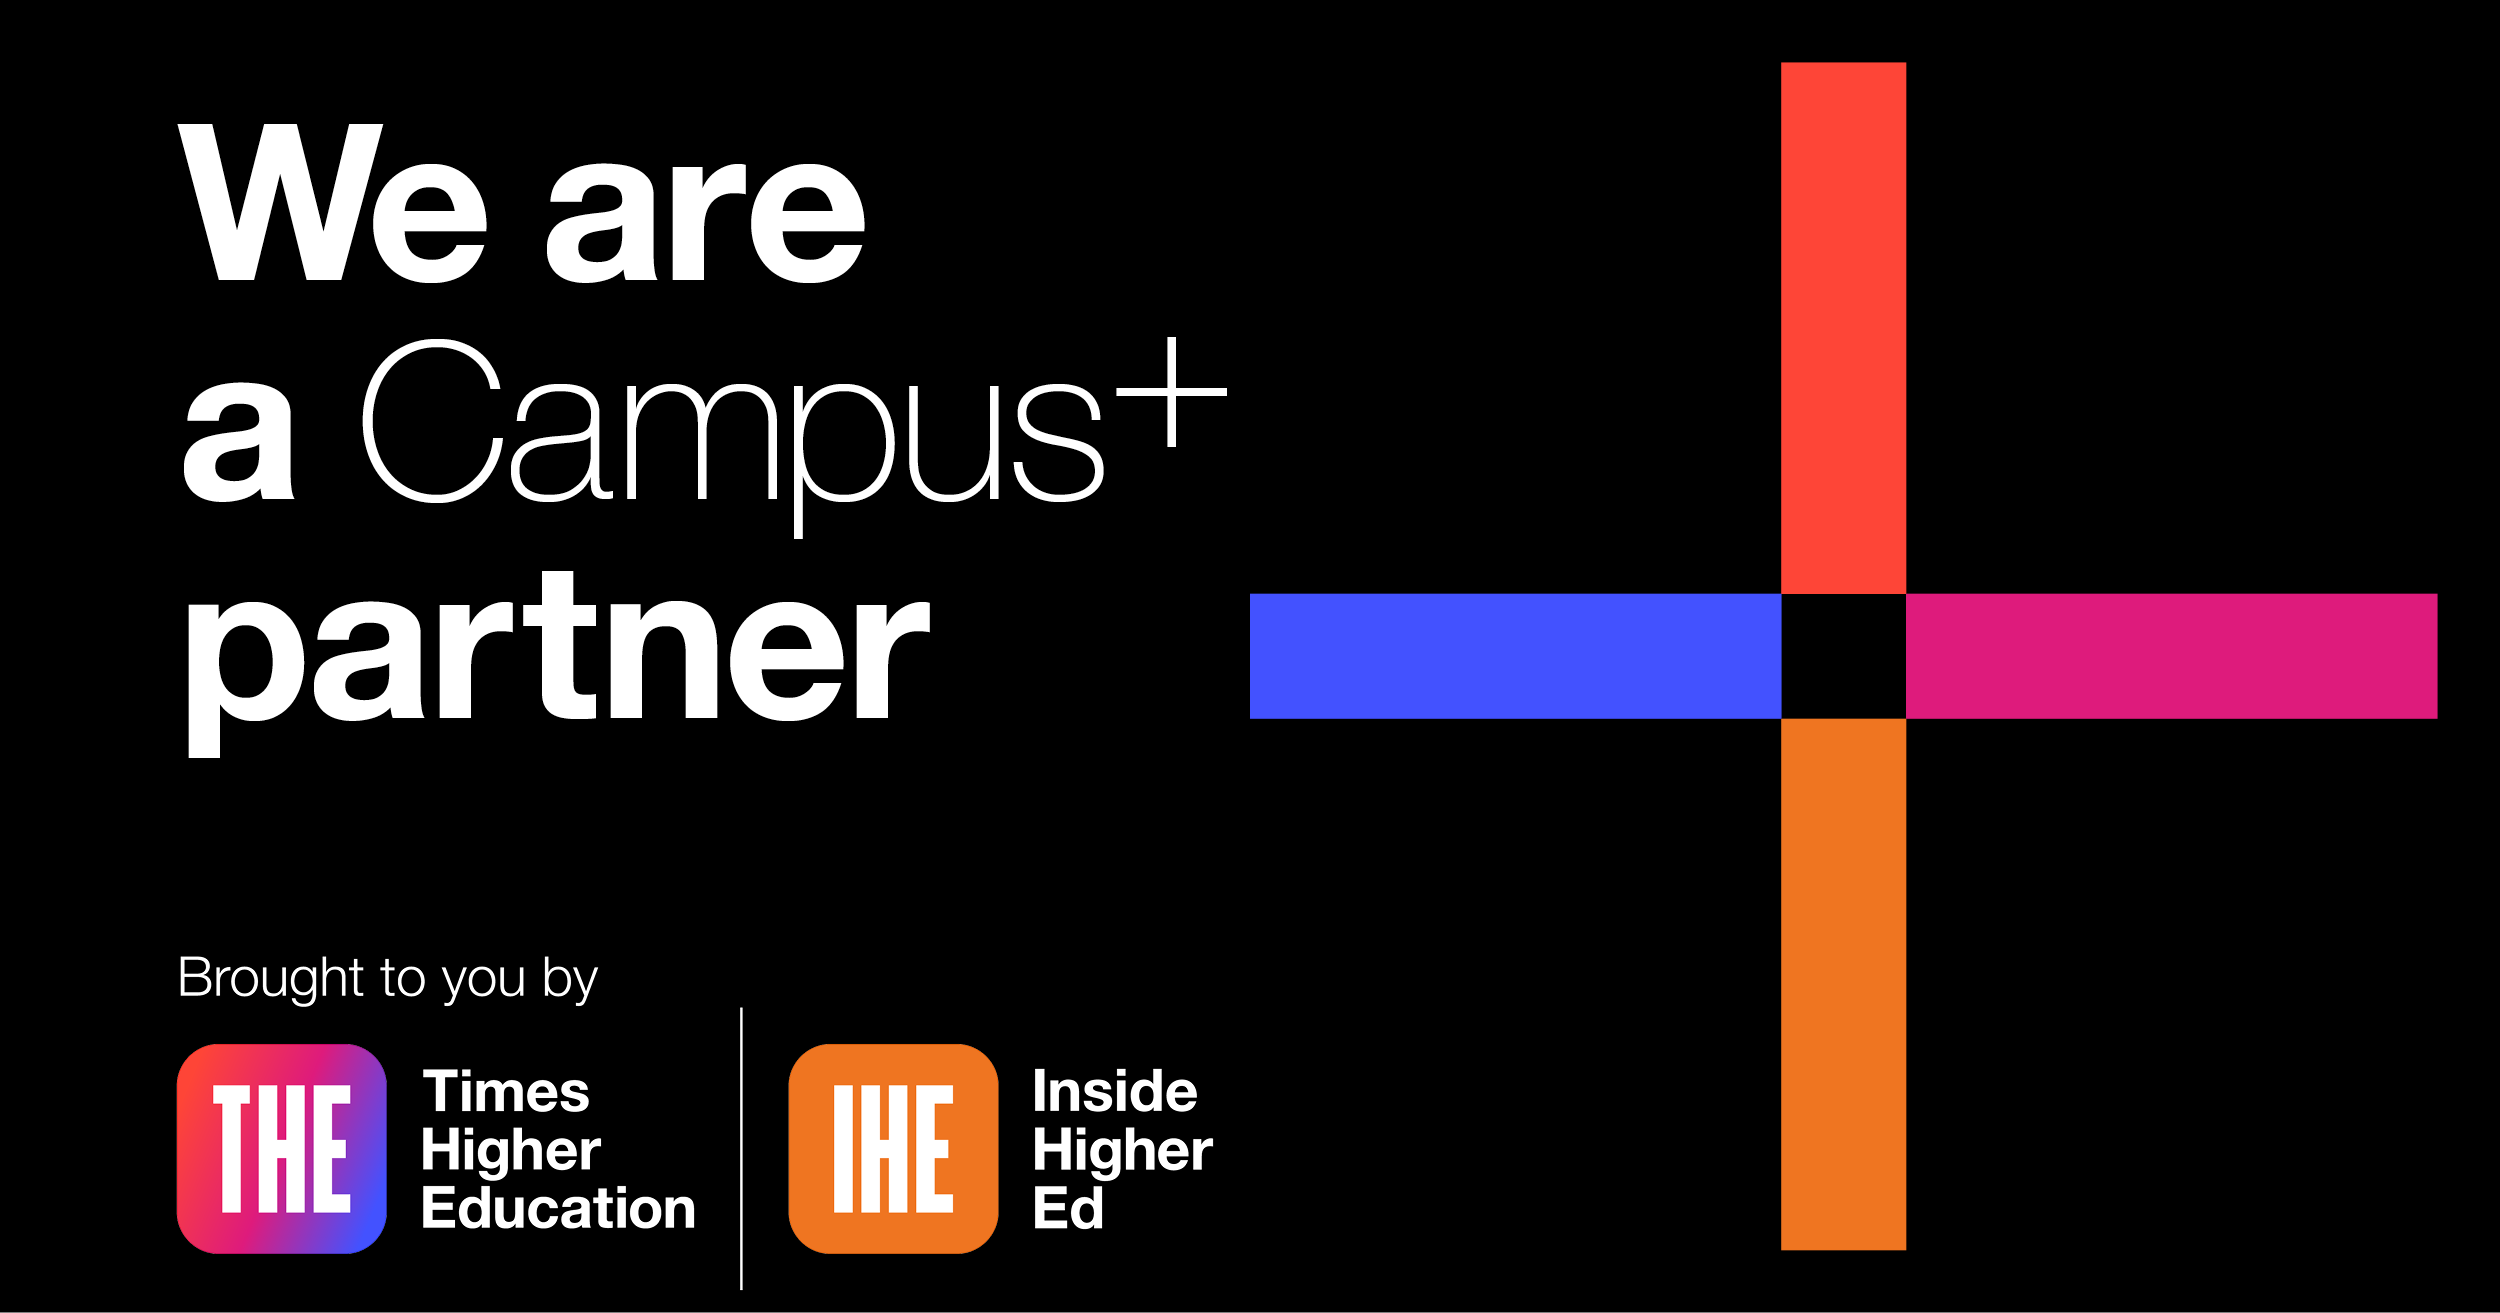 We are
a Campus+
partner
Brought to you by
THE
Times
Higher
Education
IHE
Inside
Higher
Ed